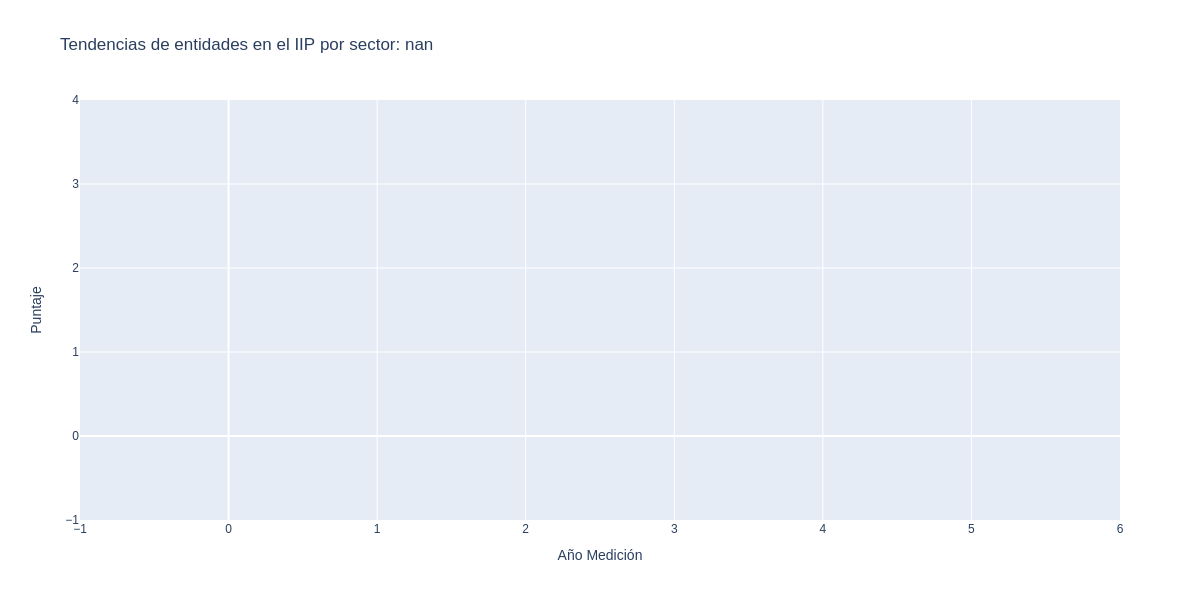 Tendencias de entidades en el IIP por sector: nan
4
3
2
1
0
−1
Puntaje
−1 0 1 2 3 4 5 6
Año Medición